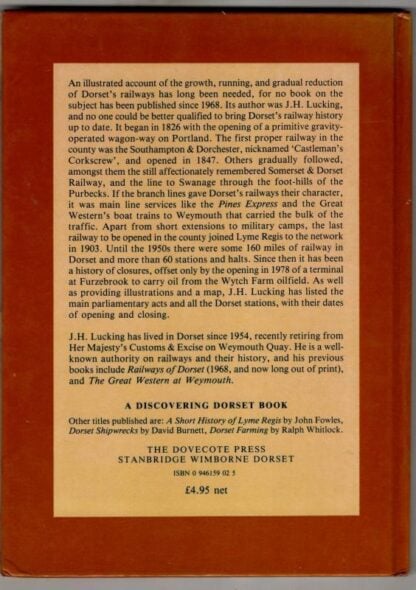 An illustrated account of the growth, running, and gradual reduction
of Dorset's railways has long been needed, for no book on the
subject has been published since 1968. Its author was J.H. Lucking,
and no one could be better qualified to bring Dorset's railway history
up to date. It began in 1826 with the opening of a primitive gravity-
operated wagon-way on Portland. The first proper railway in the
county was the Southampton & Dorchester, nicknamed 'Castleman's
Corkscrew', and opened in 1847. Others gradually followed,
amongst them the still affectionately remembered Somerset & Dorset
Railway, and the line to Swanage through the foot-hills of the
Purbecks. If the branch lines gave Dorset's railways their character,
it was main line services like the Pines Express and the Great
Western's boat trains to Weymouth that carried the bulk of the
traffic. Apart from short extensions to military camps, the last
railway to be opened in the county joined Lyme Regis to the network
in 1903. Until the 1950s there were some 160 miles of railway in
Dorset and more than 60 stations and halts. Since then it has been
a history of closures, offset only by the opening in 1978 of a terminal
at Furzebrook to carry oil from the Wytch Farm oilfield. As well
as providing illustrations and a map, J.H. Lucking has listed the
main parliamentary acts and all the Dorset stations, with their dates
of opening and closing.
J.H. Lucking has lived in Dorset since 1954, recently retiring from
Her Majesty's Customs & Excise on Weymouth Quay. He is a well-
known authority on railways and their history, and his previous
books include Railways of Dorset (1968, and now long out of print),
and The Great Western at Weymouth.
A DISCOVERING DORSET BOOK
Other titles published are: A Short History of Lyme Regis by John Fowles,
Dorset Shipwrecks by David Burnett, Dorset Farming by Ralph Whitlock.
THE DOVECOTE PRESS
STANBRIDGE WIMBORNE DORSET
ISBN 0 946159 02 5
£4.95 net